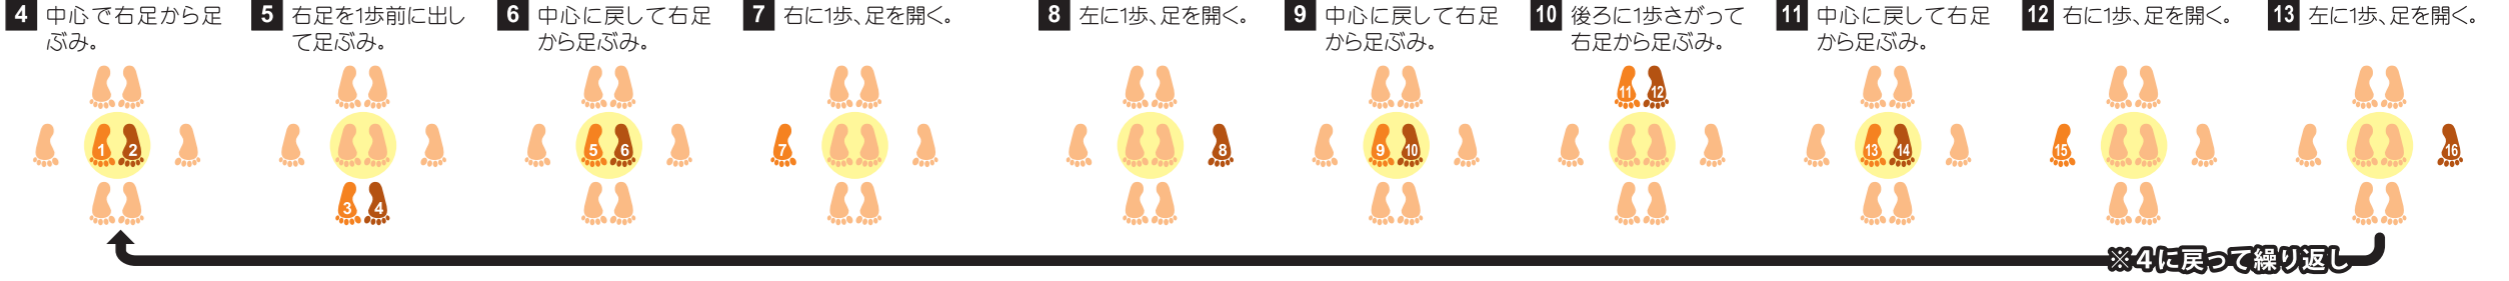 4 中心で右足から足
ぶみ。
1 2
5 右足を1歩前に出し
て足ぶみ。
3 4
6 中心に戻して右足
から足ぶみ。
5 6
7 右に1歩、足を開く。
7
8 左に1歩、足を開く。
8
9 中心に戻して右足
から足ぶみ。
9 10
10 後ろに1歩さがって
右足から足ぶみ。
11 12
11 中心に戻して右足
から足ぶみ。
13 14
12 右に1歩、足を開く。
15
13 左に1歩、足を開く。
16
※4に戻って繰り返し